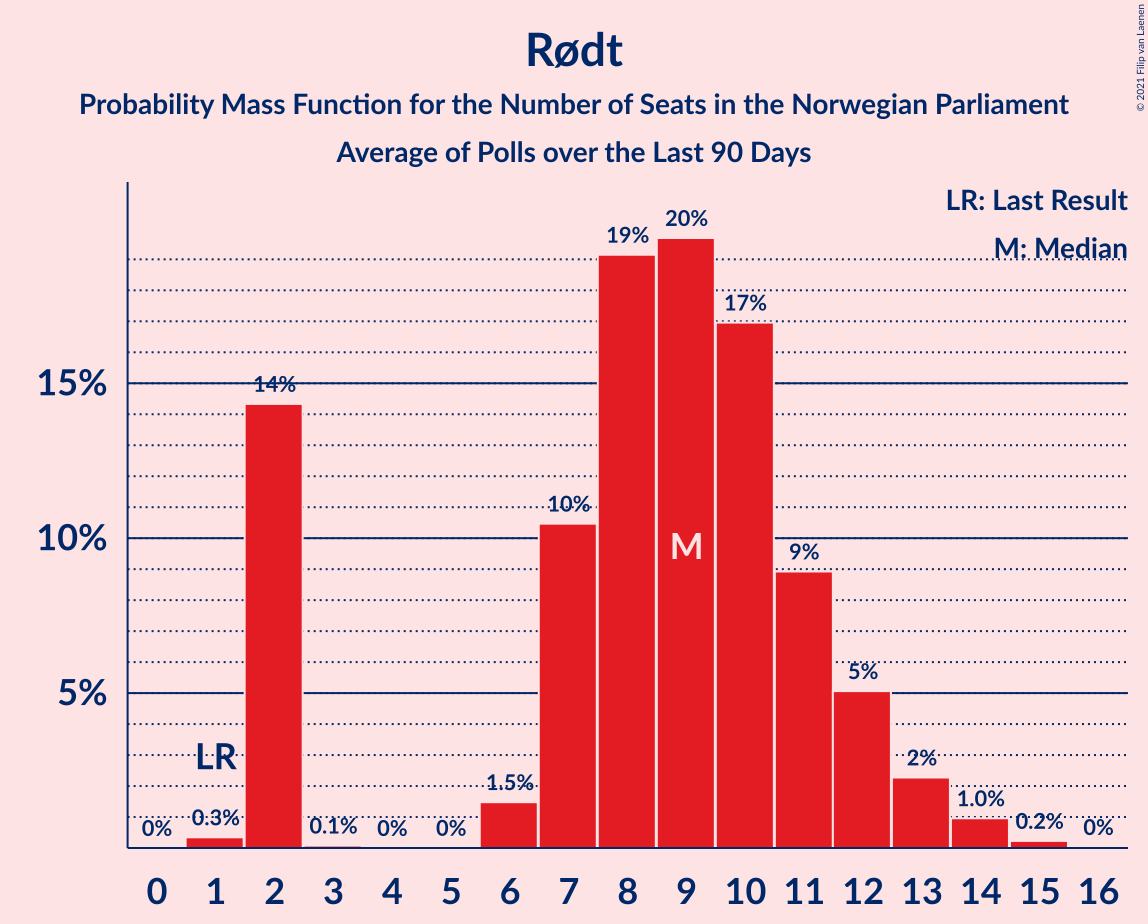 Rødt
Probability Mass Function for the Number of Seats in the Norwegian Parliament
Average of Polls over the Last 90 Days
© 2021 Filip van Laenen
LR: Last Result
M: Median
20%
19%
17%
15%
14%
10%
10%
M
9%
5%
5%
LR
2%
1.5%
1.0%
0%
0.3%
0.1%
0%
0%
0.2%
0%
0 1 2 3 4 5 6 7 8 9 10 11 12 13 14 15 16